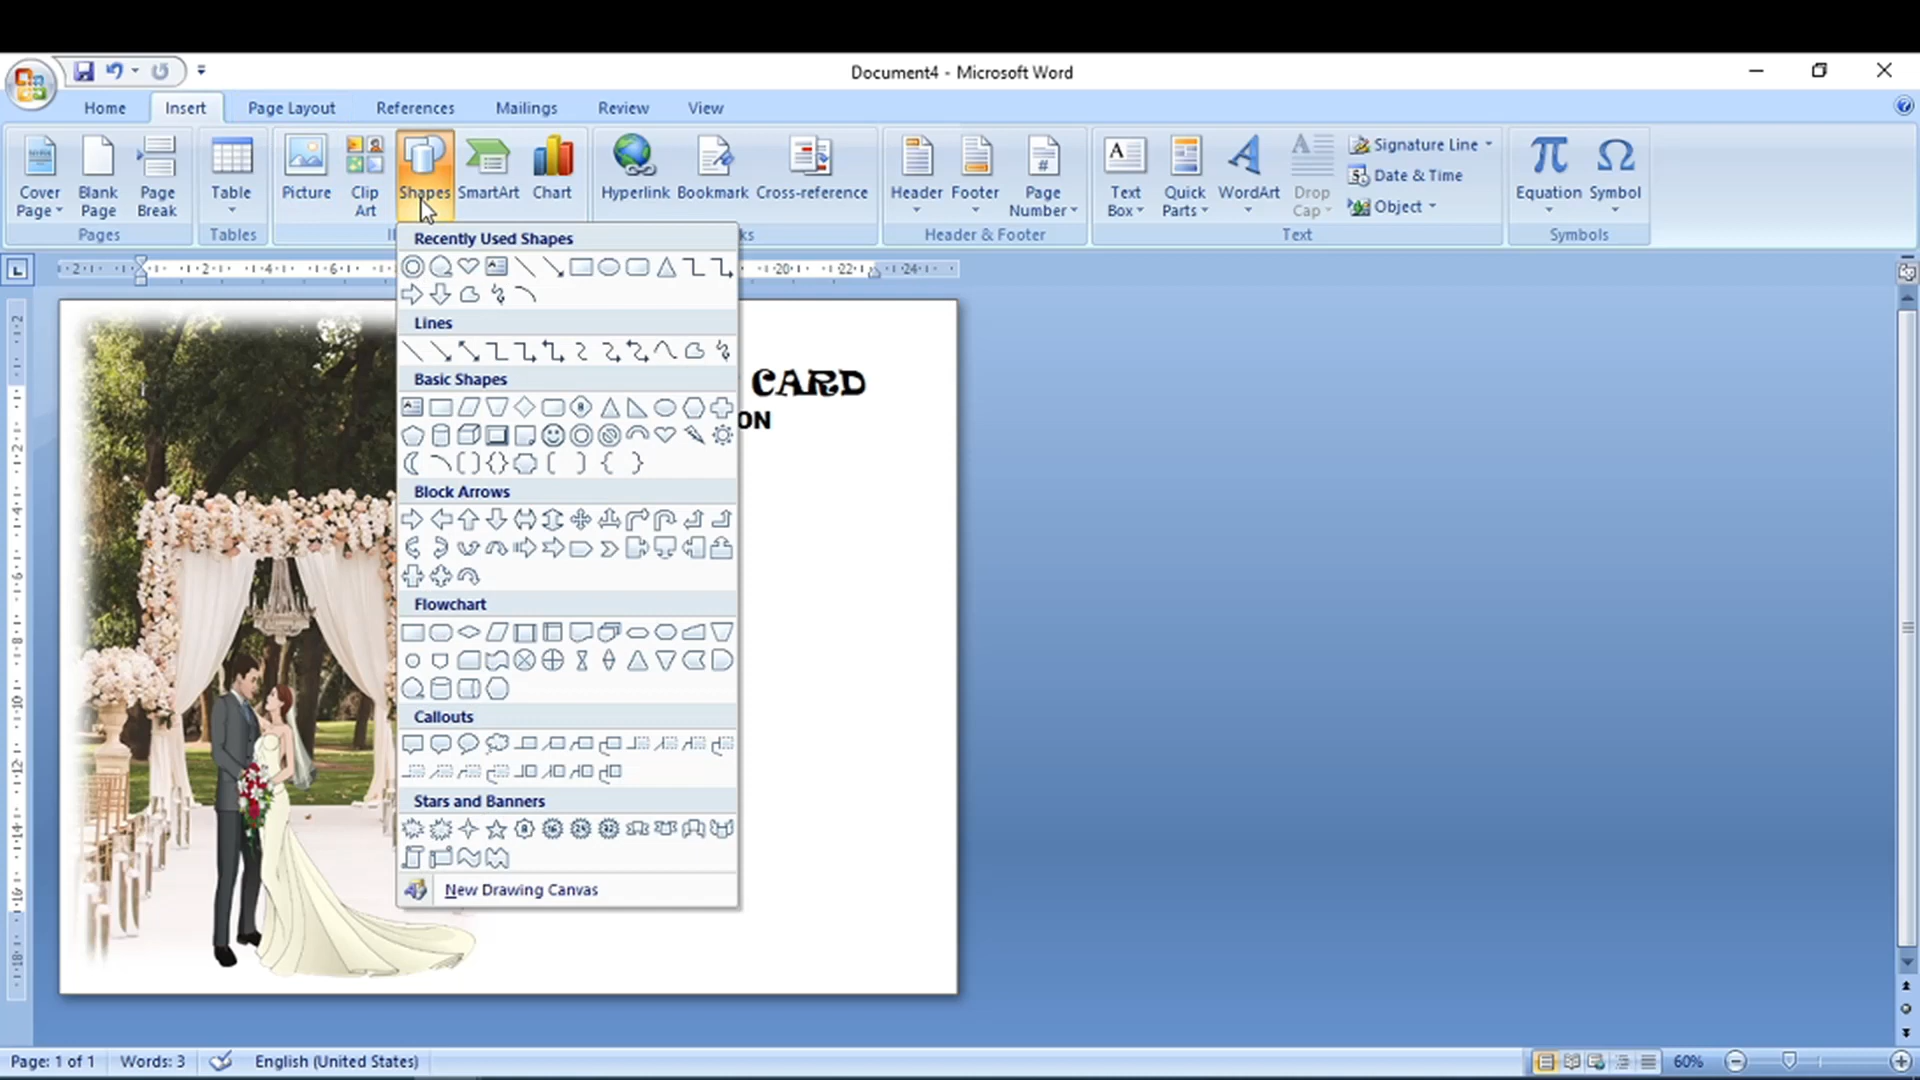 Document4 - Microsoft Word
Home Insert Page Layout References Mailings Review View
Cover Page
Blank Page
Page Break
Table
Picture
Clip Art
Shapes
SmartArt
Chart
Hyperlink
Bookmark
Cross-reference
Header
Footer
Page Number
Text Box
Quick Parts
WordArt
Drop Cap
Signature Line
Date & Time
Object
Equation
Symbol
Pages
Tables
Header & Footer
Text
Symbols
Recently Used Shapes
Lines
Basic Shapes
Block Arrows
Flowchart
Callouts
Stars and Banners
New Drawing Canvas
CARD
ON
Page: 1 of 1 Words: 3 English (United States) 60%